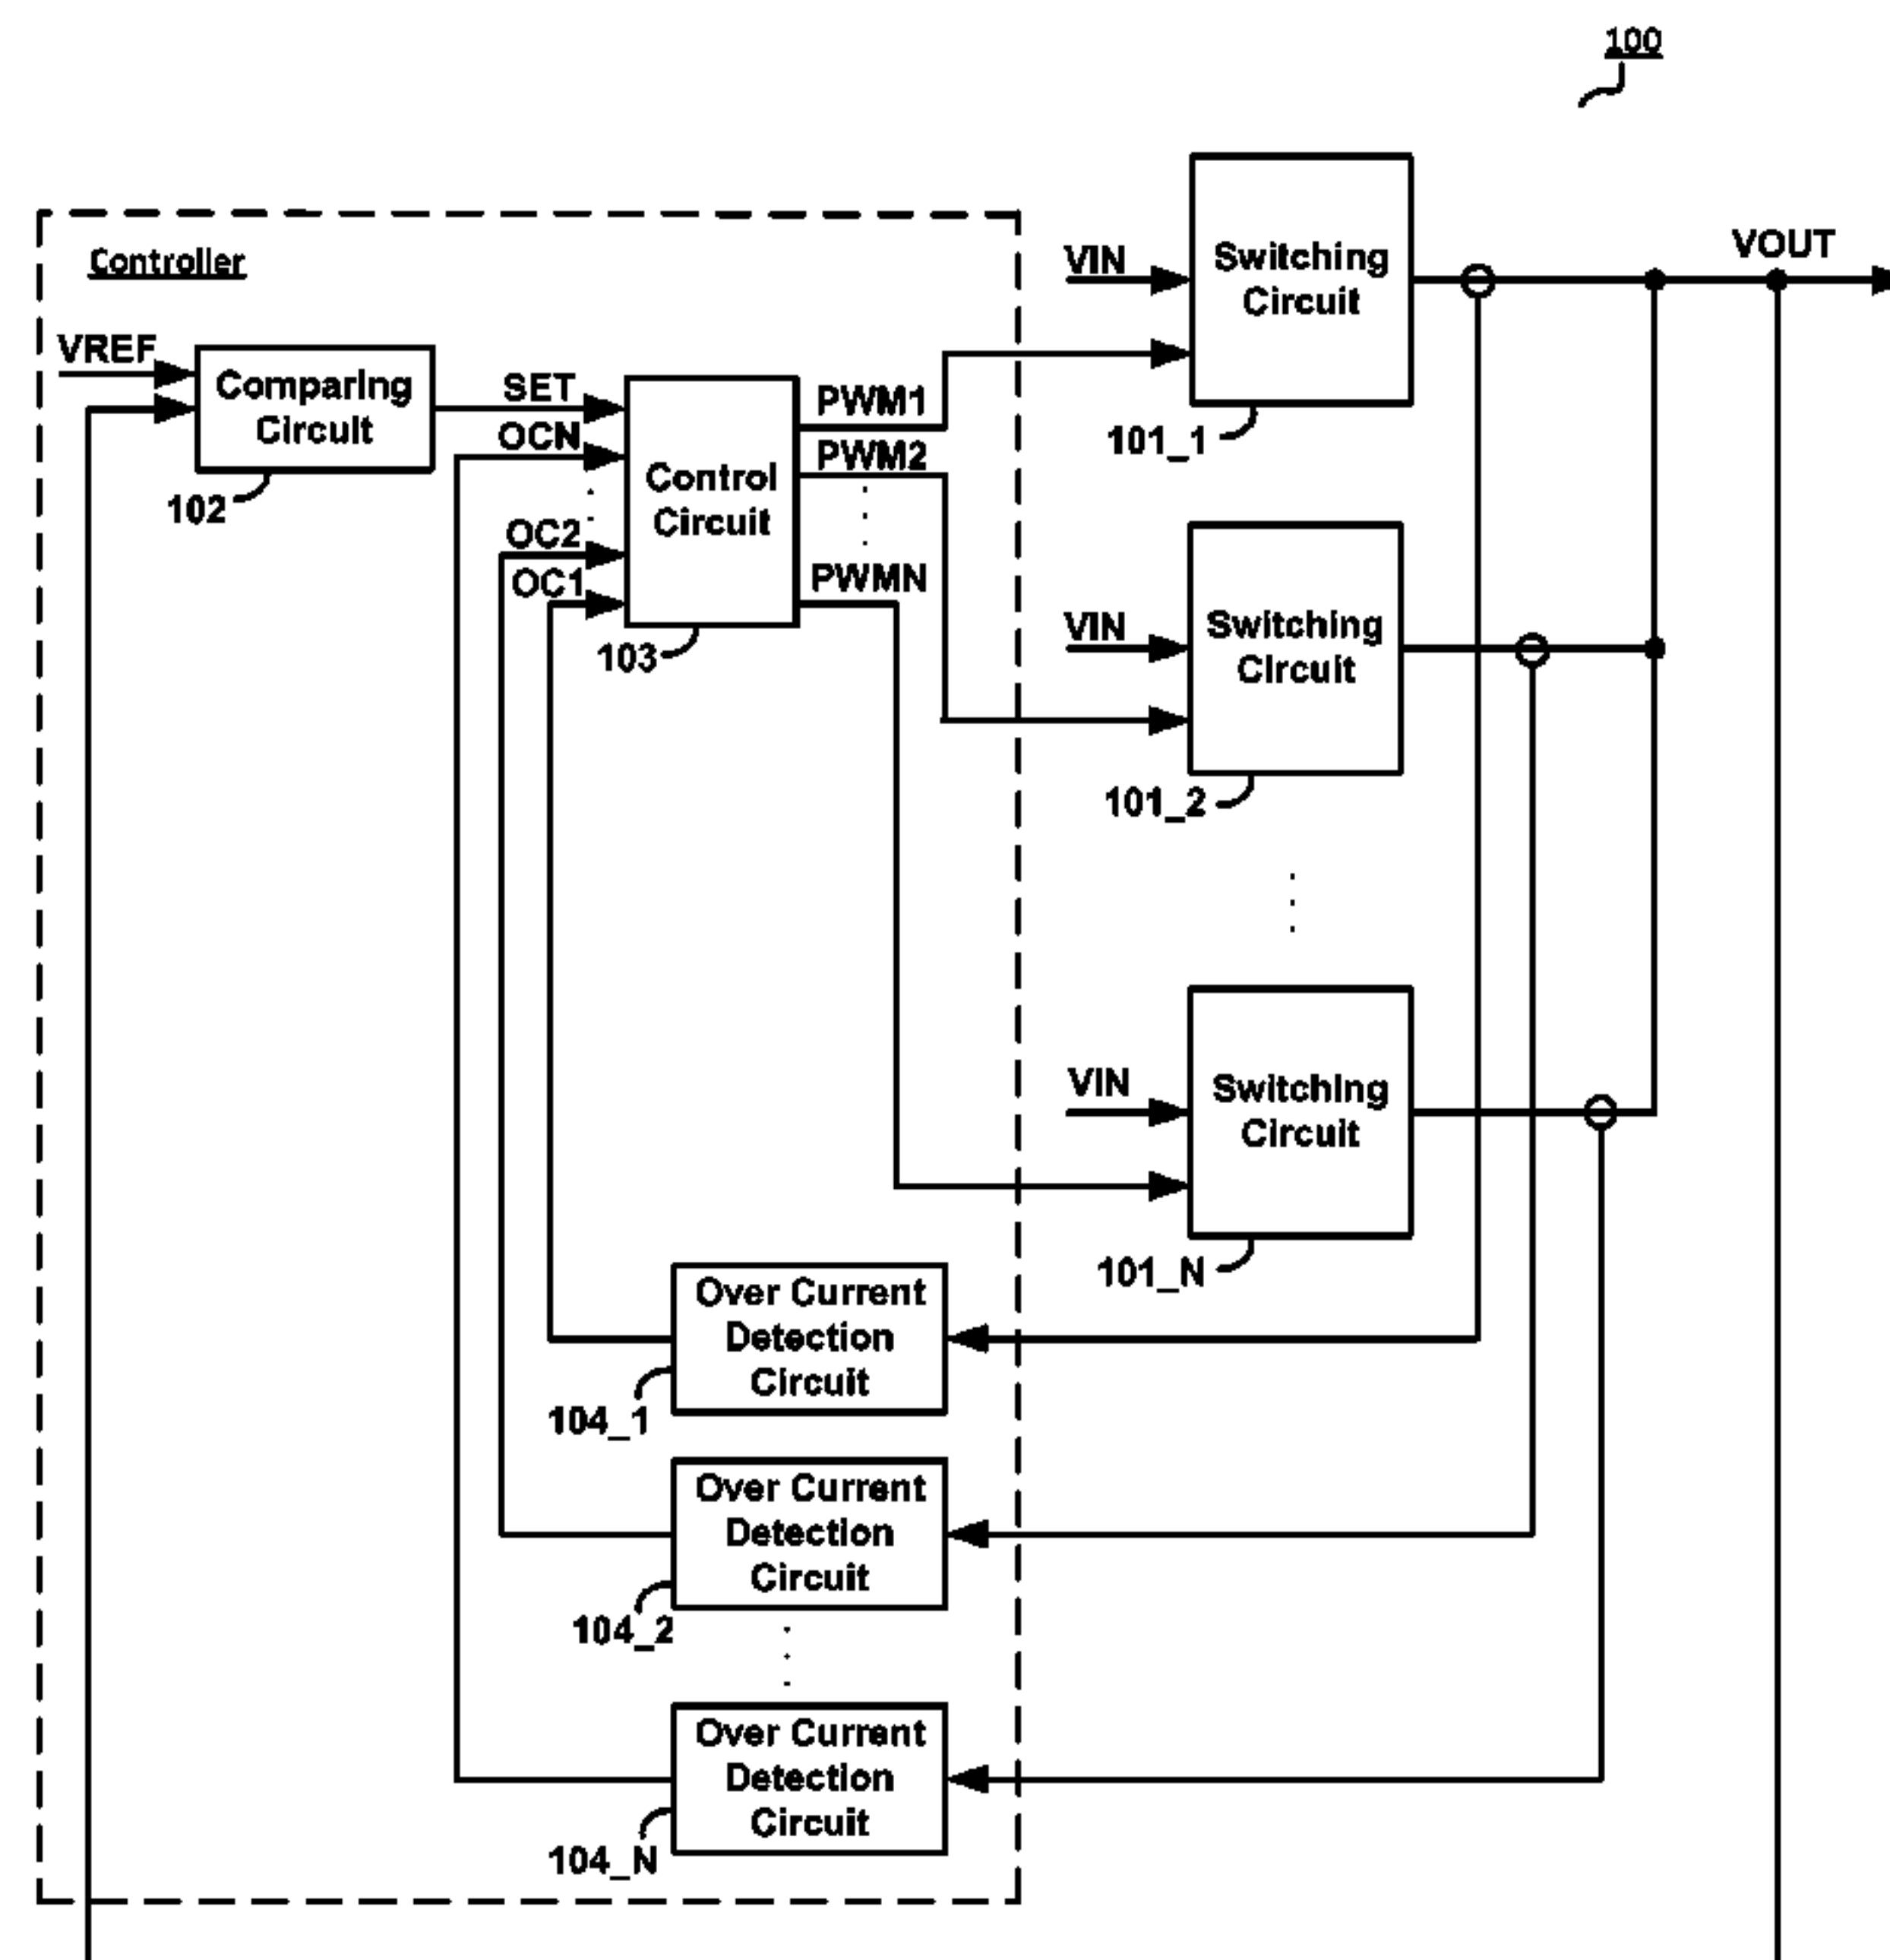 100
Controller
VREF
Comparing
Circuit
102
SET
OCN
OC2
OC1
Control
Circuit
103
PWM1
PWM2
PWMN
VIN
Switching
Circuit
101_1
VOUT
VIN
Switching
Circuit
101_2
VIN
Switching
Circuit
101_N
Over Current
Detection
Circuit
104_1
Over Current
Detection
Circuit
104_2
Over Current
Detection
Circuit
104_N